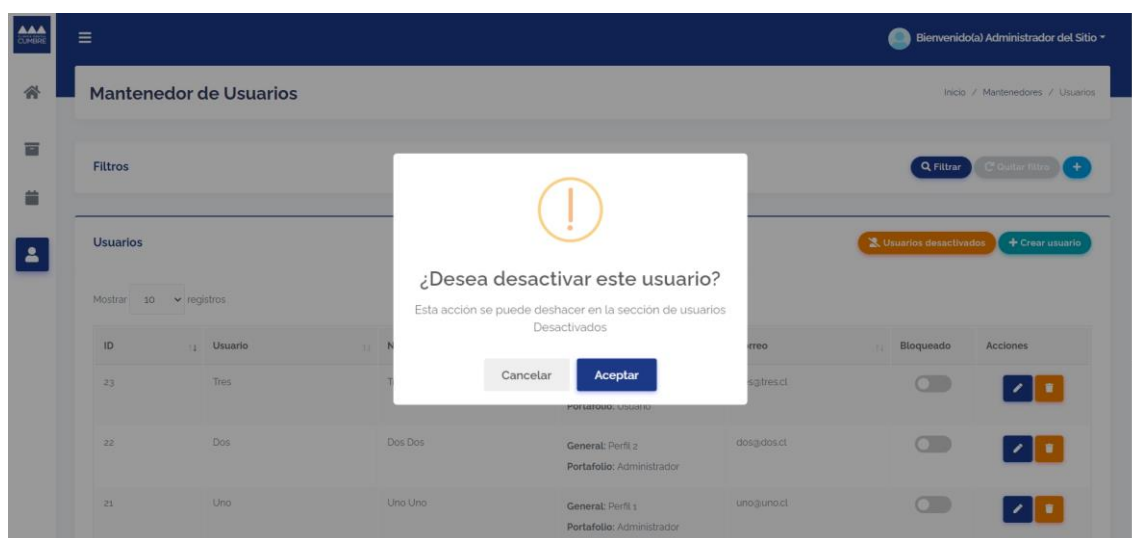 CUMBRE
Bienvenido(a) Administrador del Sitio
Mantenedor de Usuarios
Inicio / Mantenedores / Usuarios
Filtros
Filtrar
Quitar filtro
+
Usuarios
Usuarios desactivados
+ Crear usuario
¿Desea desactivar este usuario?
Esta acción se puede deshacer en la sección de usuarios
Desactivados
Cancelar Aceptar
Mostrar 10 registros
ID Usuario Bloqueado Acciones
23 Tres
Portafolio: Usuario
22 Dos Dos Dos General: Perfil 2 dos@dos.cl
Portafolio: Administrador
21 Uno Uno Uno General: Perfil 1 uno@uno.cl
Portafolio: Administrador